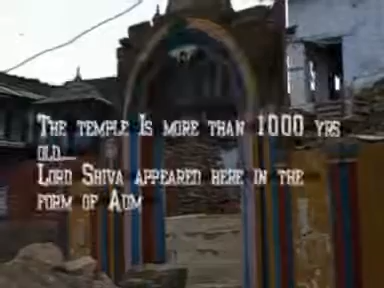 The temple Is more than 1000 yrs
old...
Lord Shiva appeared here in the
form of Aum